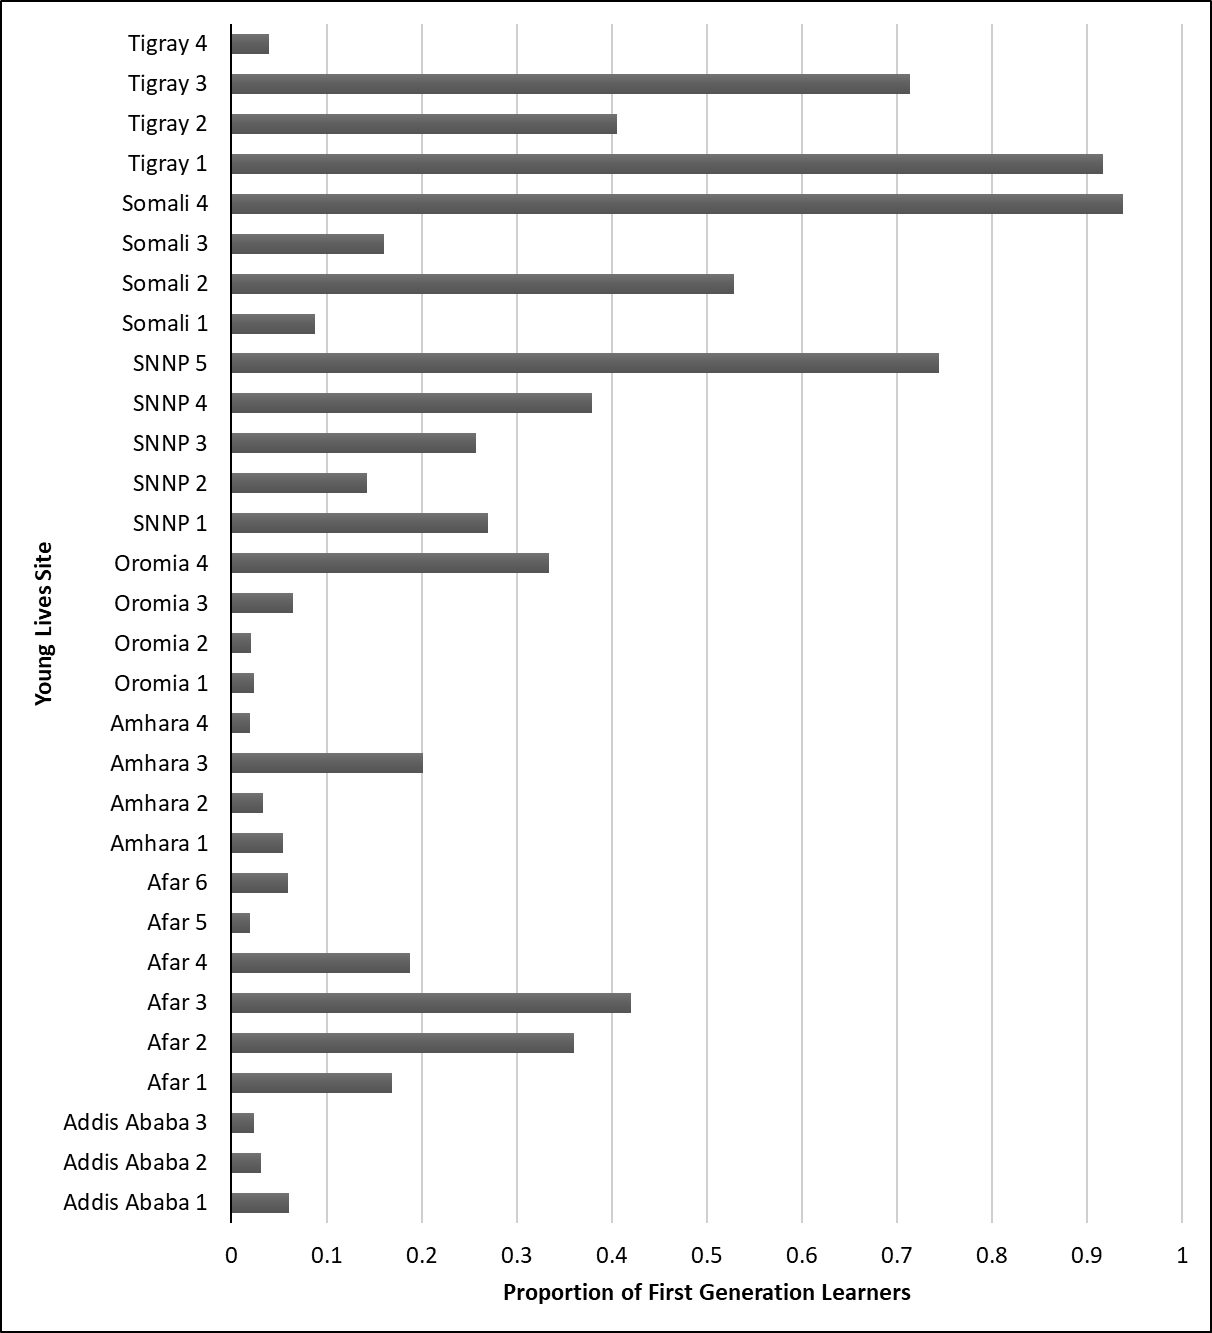 Tigray 4
Tigray 3
Tigray 2
Tigray 1
Somali 4
Somali 3
Somali 2
Somali 1
SNNP 5
SNNP 4
SNNP 3
SNNP 2
SNNP 1
Oromia 4
Oromia 3
Oromia 2
Oromia 1
Amhara 4
Amhara 3
Amhara 2
Amhara 1
Afar 6
Afar 5
Afar 4
Afar 3
Afar 2
Afar 1
Addis Ababa 3
Addis Ababa 2
Addis Ababa 1
Young Lives Site
0 0.1 0.2 0.3 0.4 0.5 0.6 0.7 0.8 0.9 1
Proportion of First Generation Learners